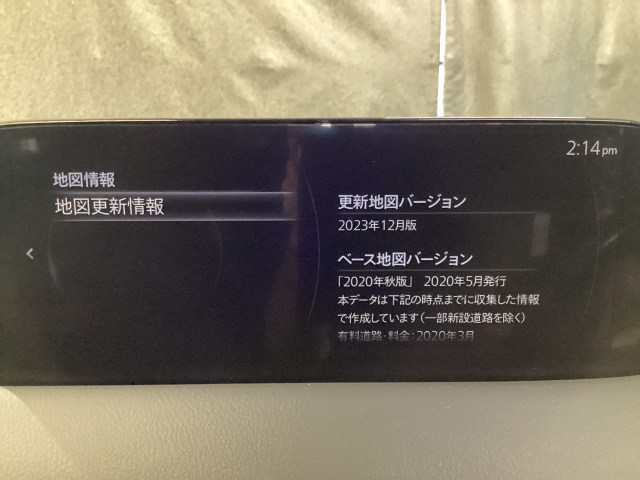 2:14pm
地図情報
地図更新情報
更新地図バージョン
2023年12月版
ベース地図バージョン
「2020年秋版」 2020年5月発行
本データは下記の時点までに収集した情報
で作成しています（一部新設道路を除く）
有料道路・料金：2020年3月